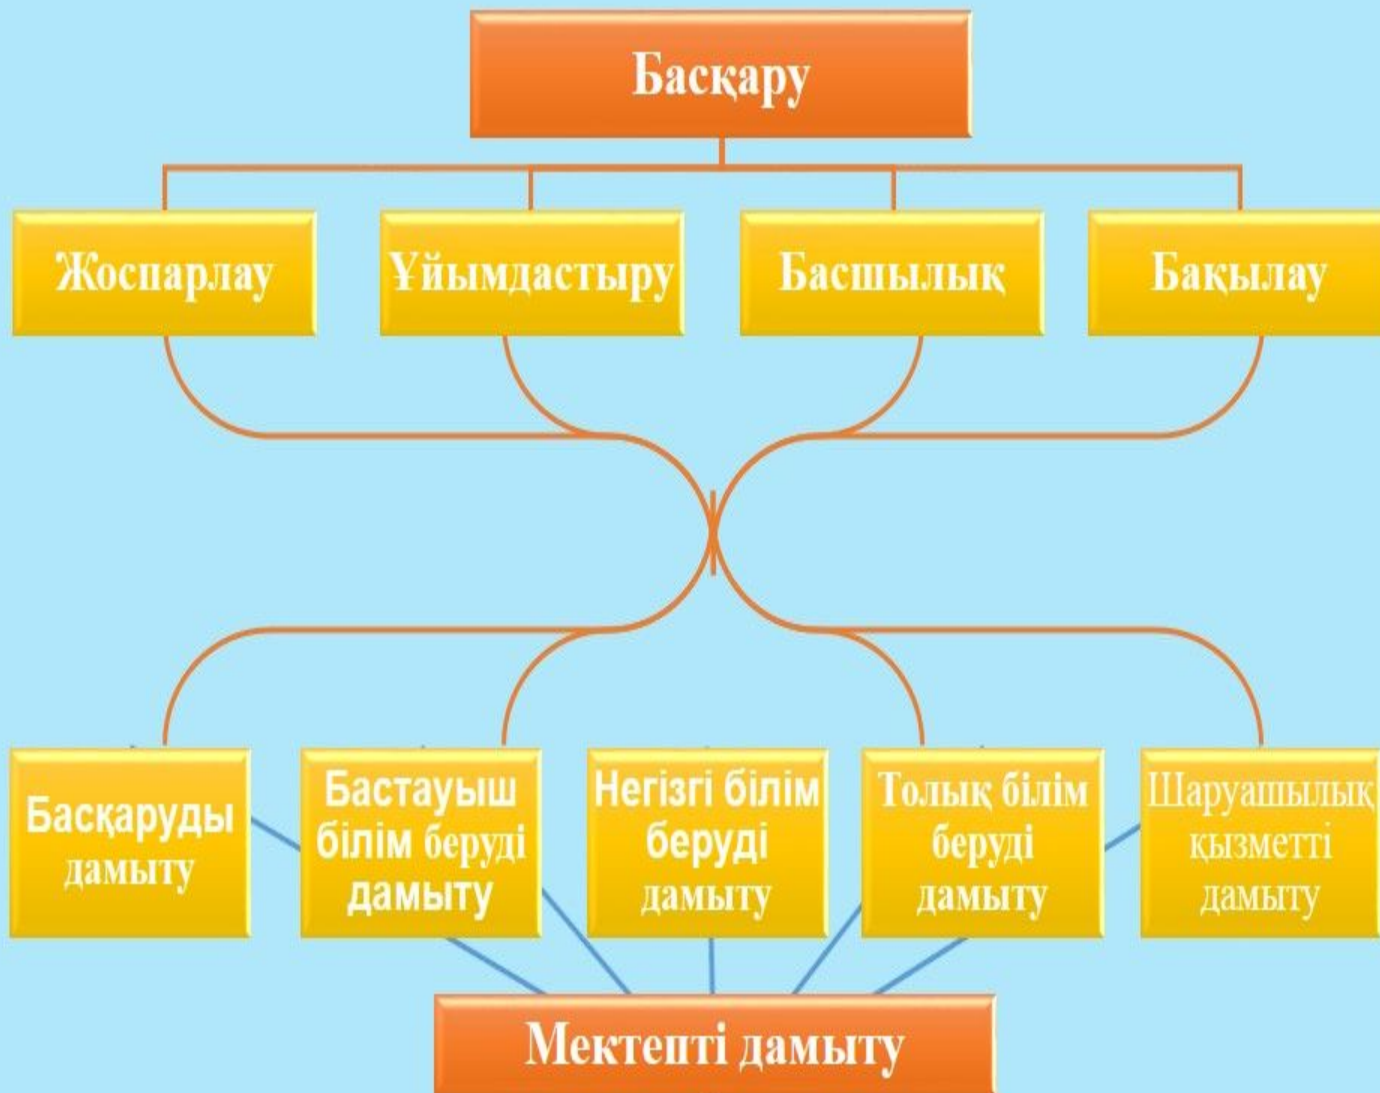 Басқару
Жоспарлау
Ұйымдастыру
Басшылық
Бақылау
Басқаруды
дамыту
Бастауыш
білім беруді
дамыту
Негізгі білім
беруді
дамыту
Толық білім
беруді
дамыту
Шаруашылық
қызметті
дамыту
Мектепті дамыту